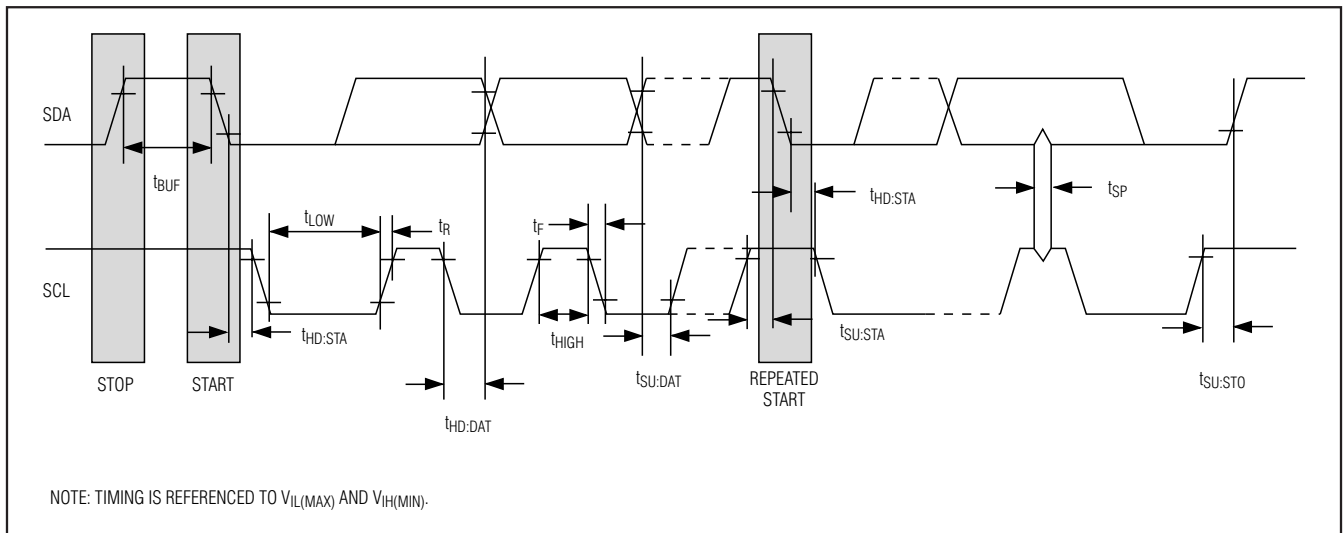 SDA
tBUF
tHD:STA
tSP
tLOW
tR
tF
SCL
tHD:STA
tHIGH
tSU:STA
tSU:DAT
tSU:STO
STOP
START
REPEATED
START
tHD:DAT
NOTE: TIMING IS REFERENCED TO VIL(MAX) AND VIH(MIN).